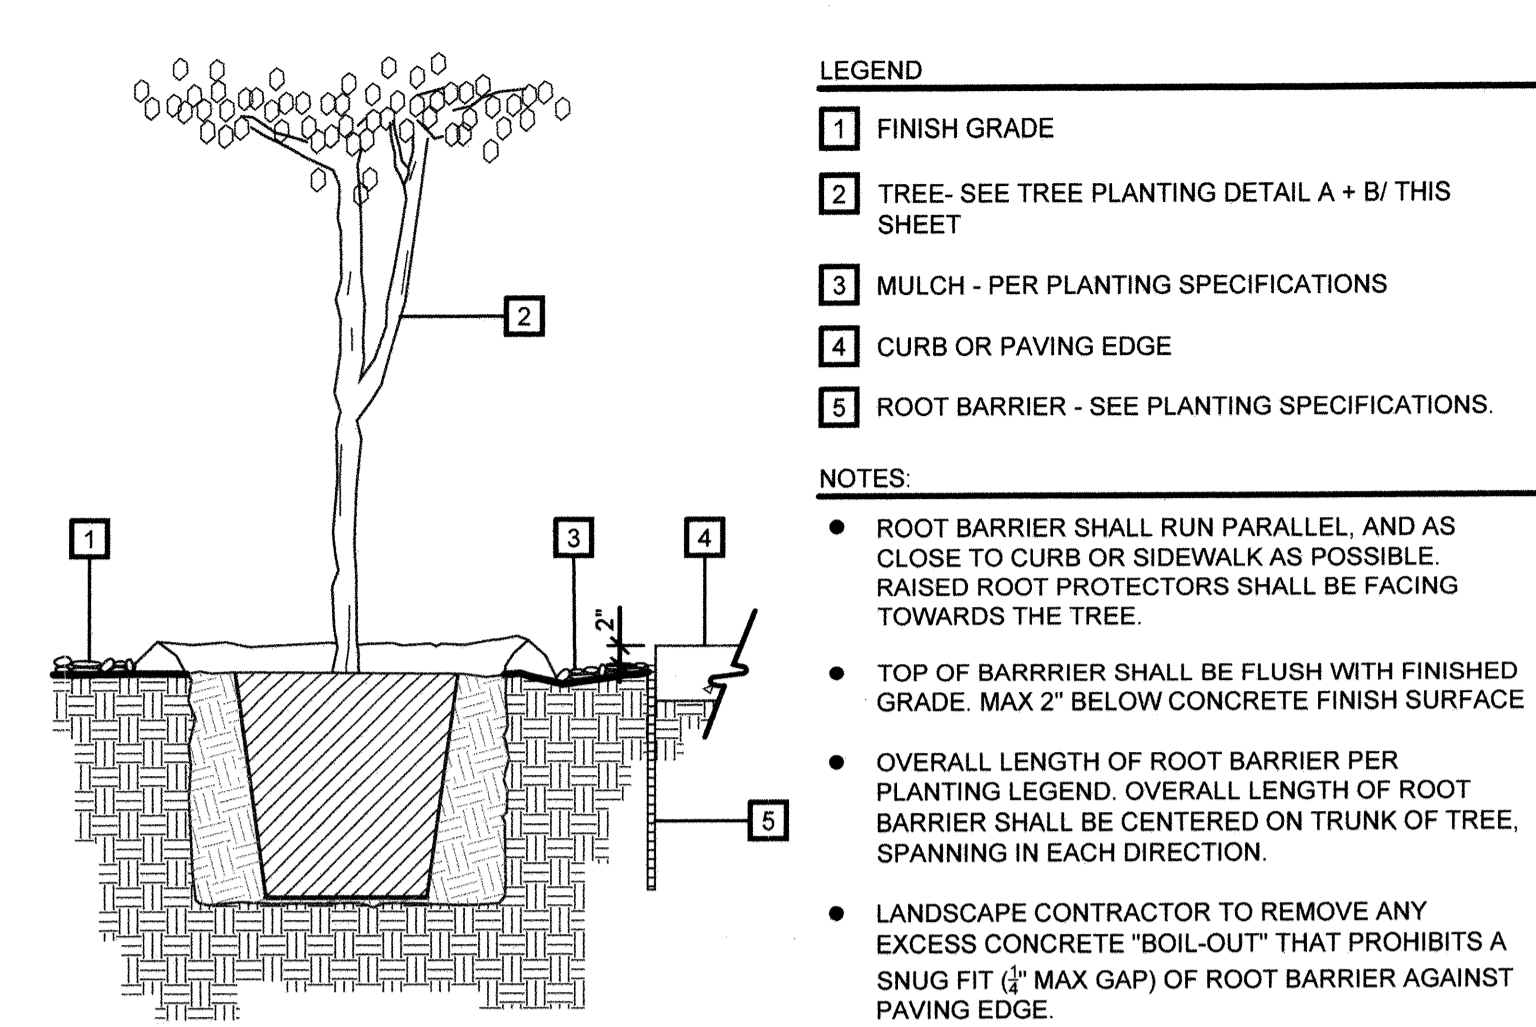 LEGEND
1 FINISH GRADE
2 TREE- SEE TREE PLANTING DETAIL A + B/ THIS
SHEET
3 MULCH - PER PLANTING SPECIFICATIONS
4 CURB OR PAVING EDGE
5 ROOT BARRIER - SEE PLANTING SPECIFICATIONS.
NOTES:
● ROOT BARRIER SHALL RUN PARALLEL, AND AS
CLOSE TO CURB OR SIDEWALK AS POSSIBLE.
RAISED ROOT PROTECTORS SHALL BE FACING
TOWARDS THE TREE.
● TOP OF BARRRIER SHALL BE FLUSH WITH FINISHED
GRADE. MAX 2" BELOW CONCRETE FINISH SURFACE
● OVERALL LENGTH OF ROOT BARRIER PER
PLANTING LEGEND. OVERALL LENGTH OF ROOT
BARRIER SHALL BE CENTERED ON TRUNK OF TREE,
SPANNING IN EACH DIRECTION.
● LANDSCAPE CONTRACTOR TO REMOVE ANY
EXCESS CONCRETE "BOIL-OUT" THAT PROHIBITS A
SNUG FIT (1/4" MAX GAP) OF ROOT BARRIER AGAINST
PAVING EDGE.
2
1
3
4
2"
5